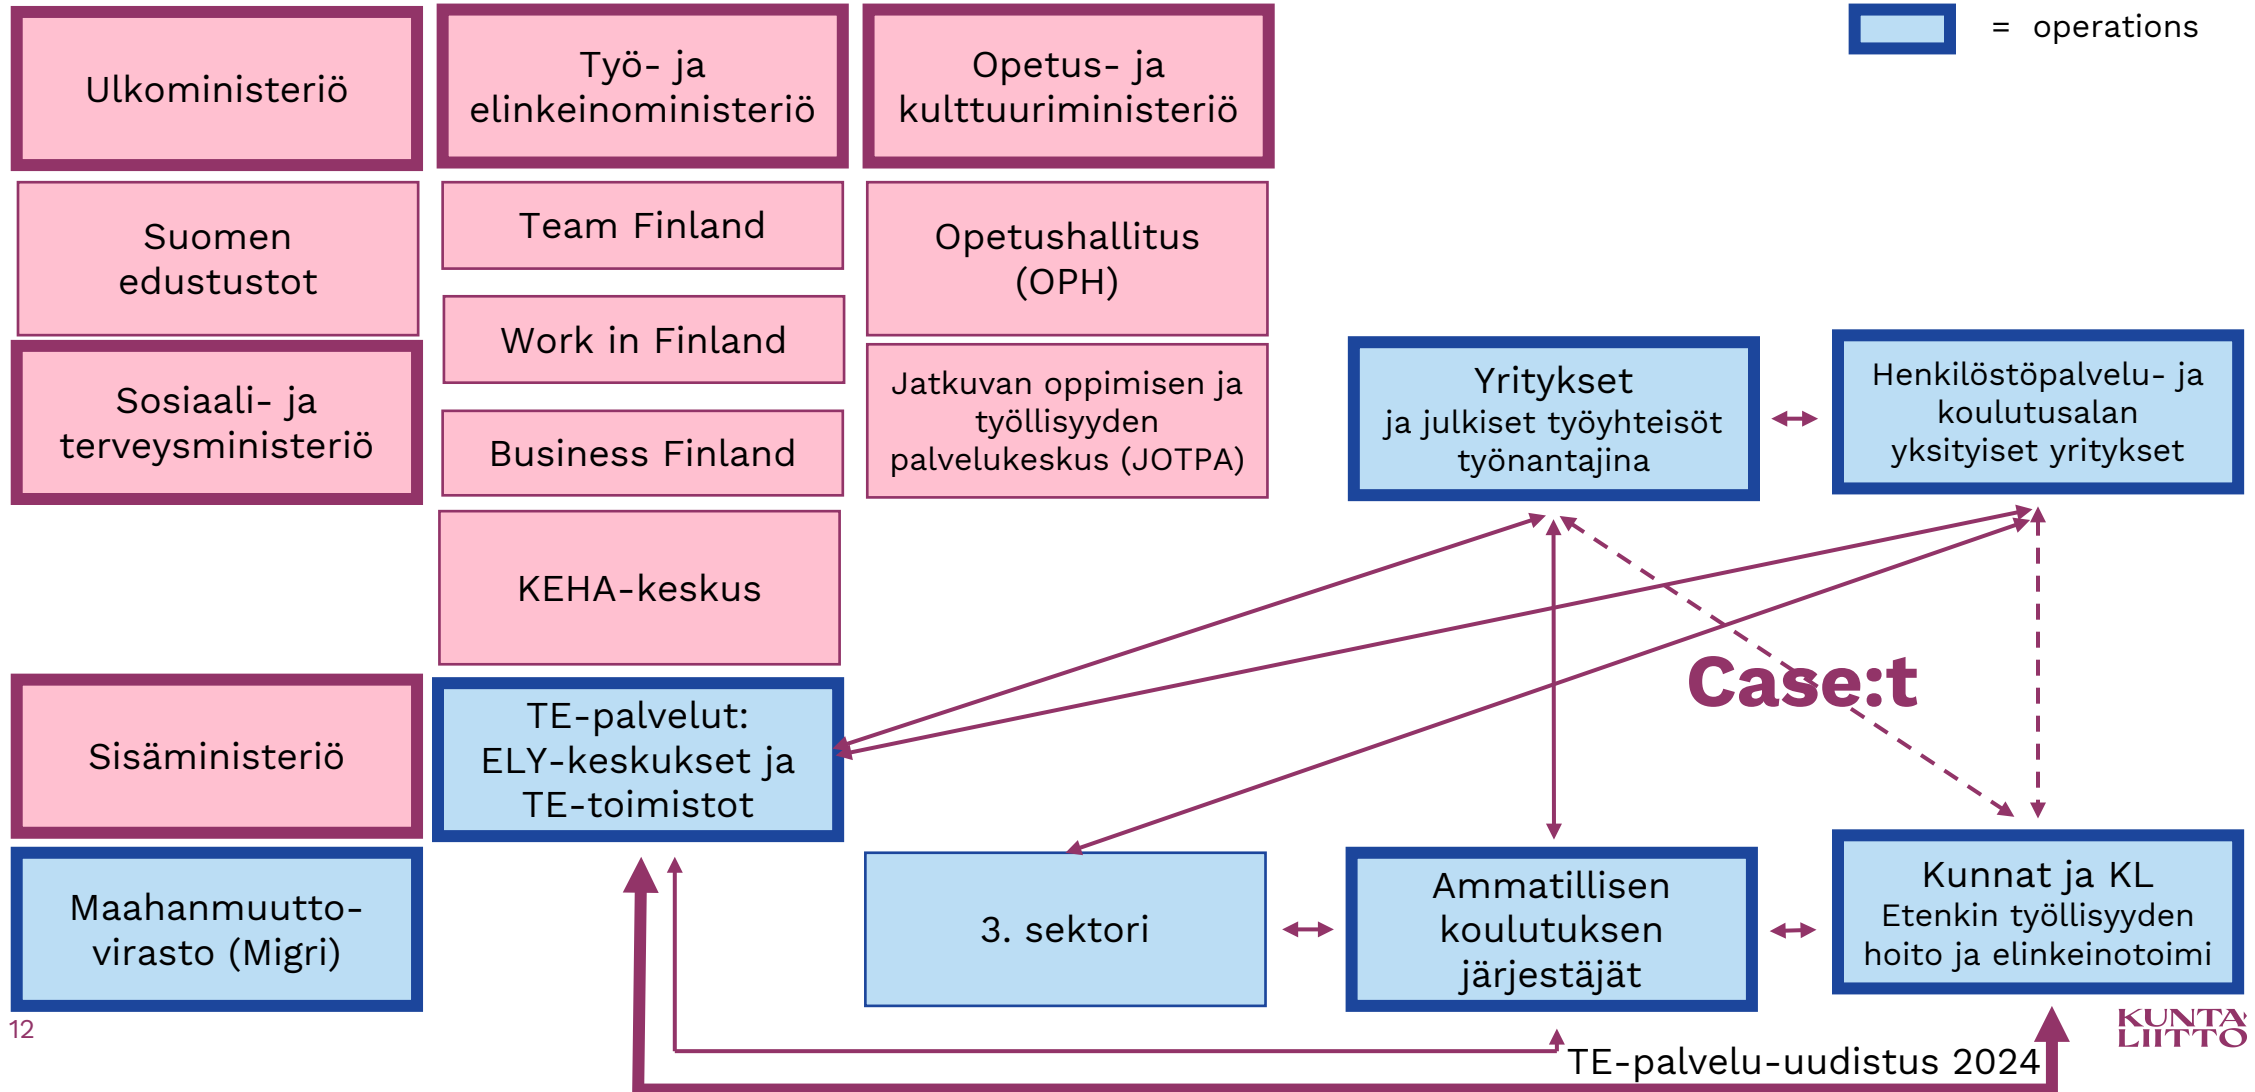 = operations
Ulkoministeriö
Työ- ja
elinkeinoministeriö
Opetus- ja
kulttuuriministeriö
Suomen
edustustot
Team Finland
Opetushallitus
(OPH)
Work in Finland
Sosiaali- ja
terveysministeriö
Business Finland
Jatkuvan oppimisen ja
työllisyyden
palvelukeskus (JOTPA)
Yritykset
ja julkiset työyhteisöt
työnantajina
Henkilöstöpalvelu- ja
koulutusalan
yksityiset yritykset
KEHA-keskus
Case:t
Sisäministeriö
TE-palvelut:
ELY-keskukset ja
TE-toimistot
Maahanmuutto-
virasto (Migri)
3. sektori
Ammatillisen
koulutuksen
järjestäjät
Kunnat ja KL
Etenkin työllisyyden
hoito ja elinkeinotoimi
12
TE-palvelu-uudistus 2024
KUNTA
LIITTO